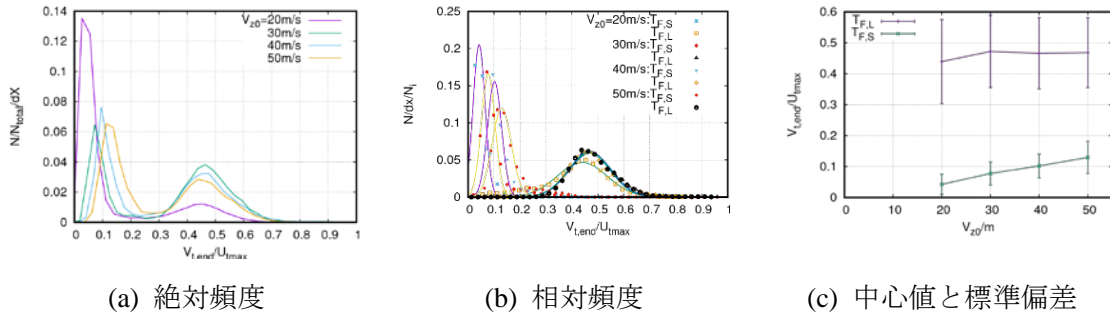 V_z0=20m/s
30m/s
40m/s
50m/s
0.14
0.12
0.1
0.08
0.06
0.04
0.02
0
N/N_total/dX
0 0.1 0.2 0.3 0.4 0.5 0.6 0.7 0.8 0.9 1
V_t,end/U_tmax
(a) 絶対頻度
V_z0=20m/s:T_F,S
T_F,L
30m/s:T_F,S
T_F,L
40m/s:T_F,S
T_F,L
50m/s:T_F,S
T_F,L
0.25
0.20
0.15
0.10
0.05
0
N/dx/N_i
0 0.1 0.2 0.3 0.4 0.5 0.6 0.7 0.8 0.9 1
V_t,end/U_tmax
(b) 相対頻度
T_F,L
T_F,S
0.6
0.5
0.4
0.3
0.2
0.1
0
V_t,end/U_tmax
0 10 20 30 40 50
V_z0/m
(c) 中心値と標準偏差